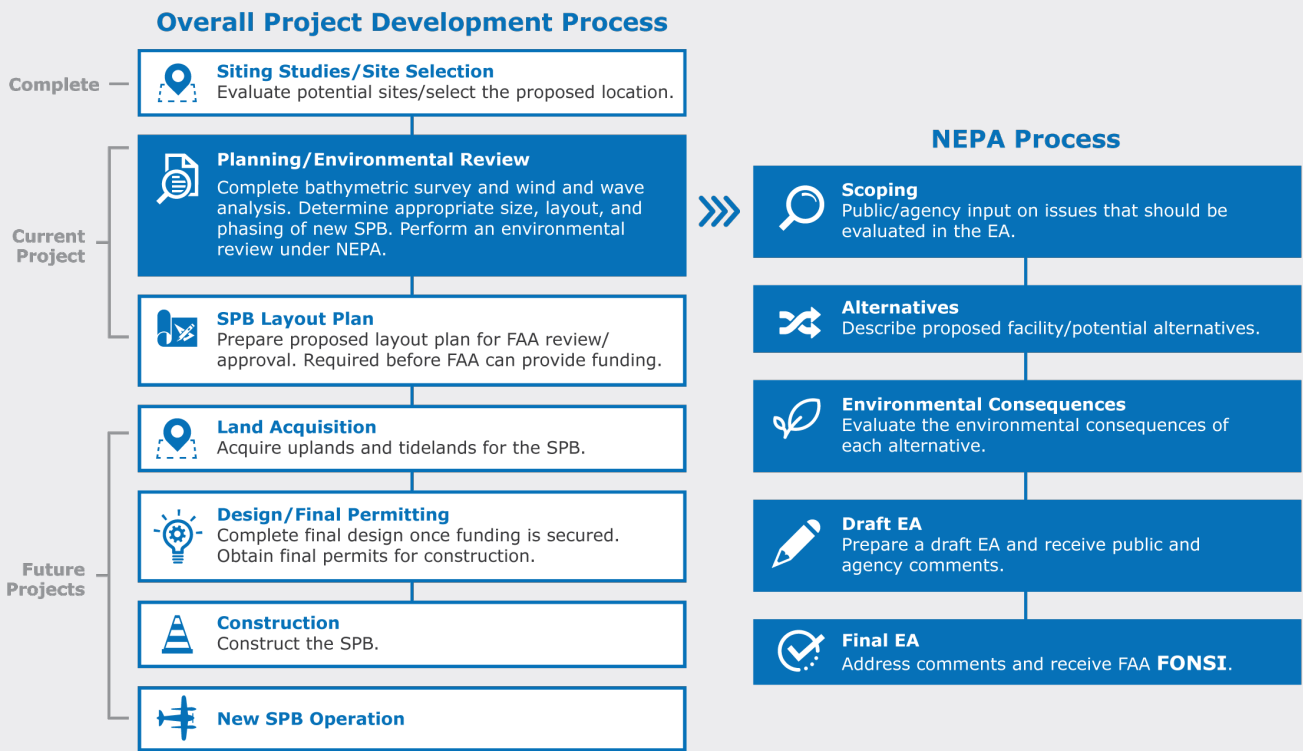 Overall Project Development Process
Complete
Siting Studies/Site Selection
Evaluate potential sites/select the proposed location.
Current
Project
Planning/Environmental Review
Complete bathymetric survey and wind and wave
analysis. Determine appropriate size, layout, and
phasing of new SPB. Perform an environmental
review under NEPA.
SPB Layout Plan
Prepare proposed layout plan for FAA review/
approval. Required before FAA can provide funding.
Future
Projects
Land Acquisition
Acquire uplands and tidelands for the SPB.
Design/Final Permitting
Complete final design once funding is secured.
Obtain final permits for construction.
Construction
Construct the SPB.
New SPB Operation
NEPA Process
Scoping
Public/agency input on issues that should be
evaluated in the EA.
Alternatives
Describe proposed facility/potential alternatives.
Environmental Consequences
Evaluate the environmental consequences of
each alternative.
Draft EA
Prepare a draft EA and receive public and
agency comments.
Final EA
Address comments and receive FAA FONSI.